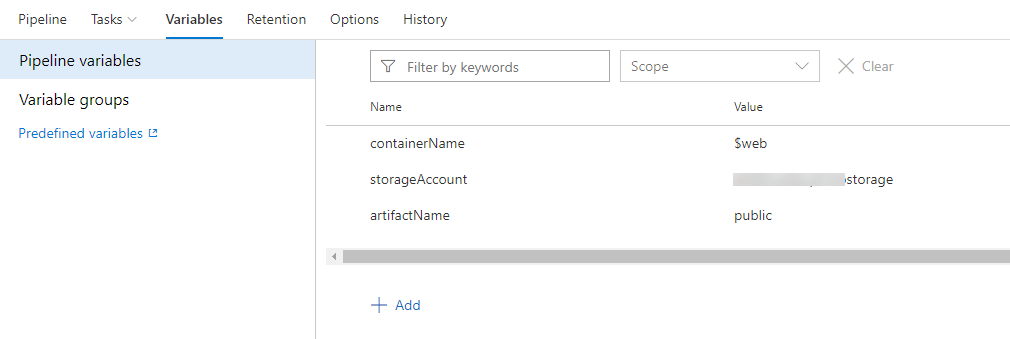 Pipeline Tasks Variables Retention Options History
Pipeline variables
Variable groups
Predefined variables
Filter by keywords Scope Clear
Name Value
containerName $web
storageAccount storage
artifactName public
Add